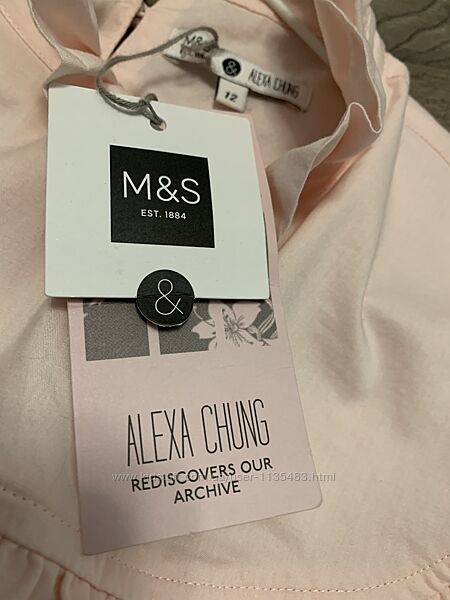 M&S
&
ALEXA CHUNG
12
M&S
EST. 1884
&
ALEXA CHUNG
REDISCOVERS OUR
ARCHIVE